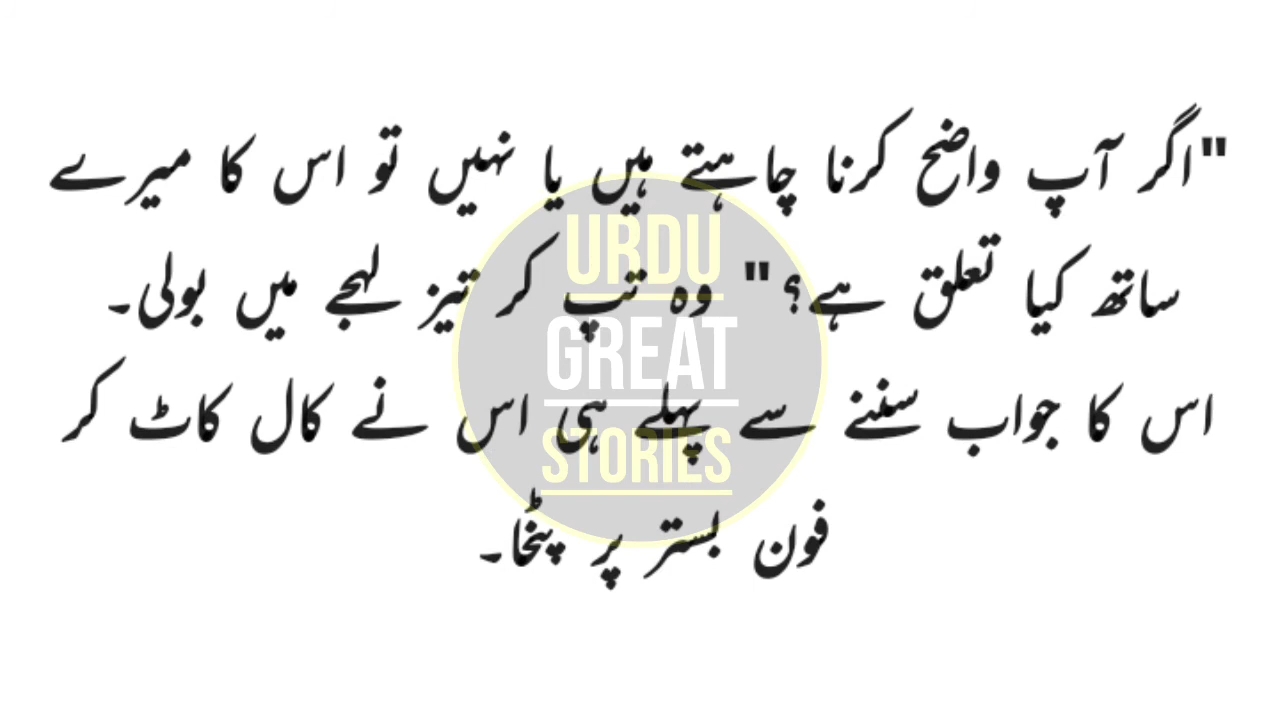 "اگر آپ واضح کرنا چاہتے ہیں یا نہیں تو اس کا میرے
ساتھ کیا تعلق ہے؟" وہ تپ کر تیز لہجے میں بولی۔
اس کا جواب سننے سے پہلے ہی اس نے کال کاٹ کر
فون بستر پر پٹخا۔
URDU
GREAT
STORIES